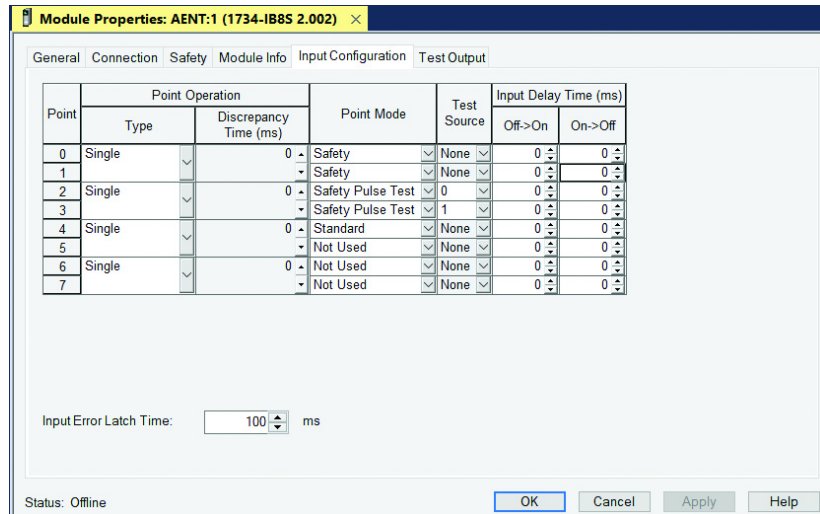 Module Properties: AENT:1 (1734-IB8S 2.002) ×
General Connection Safety Module Info Input Configuration Test Output
Point Operation Input Delay Time (ms)
Point Type Discrepancy Time (ms) Point Mode Test Source Off->On On->Off
0 Single 0 Safety None 0 0
1 Safety None 0 0
2 Single 0 Safety Pulse Test 0 0 0
3 Safety Pulse Test 1 0 0
4 Single 0 Standard None 0 0
5 Not Used None 0 0
6 Single 0 Not Used None 0 0
7 Not Used None 0 0
Input Error Latch Time: 100 ms
Status: Offline OK Cancel Apply Help